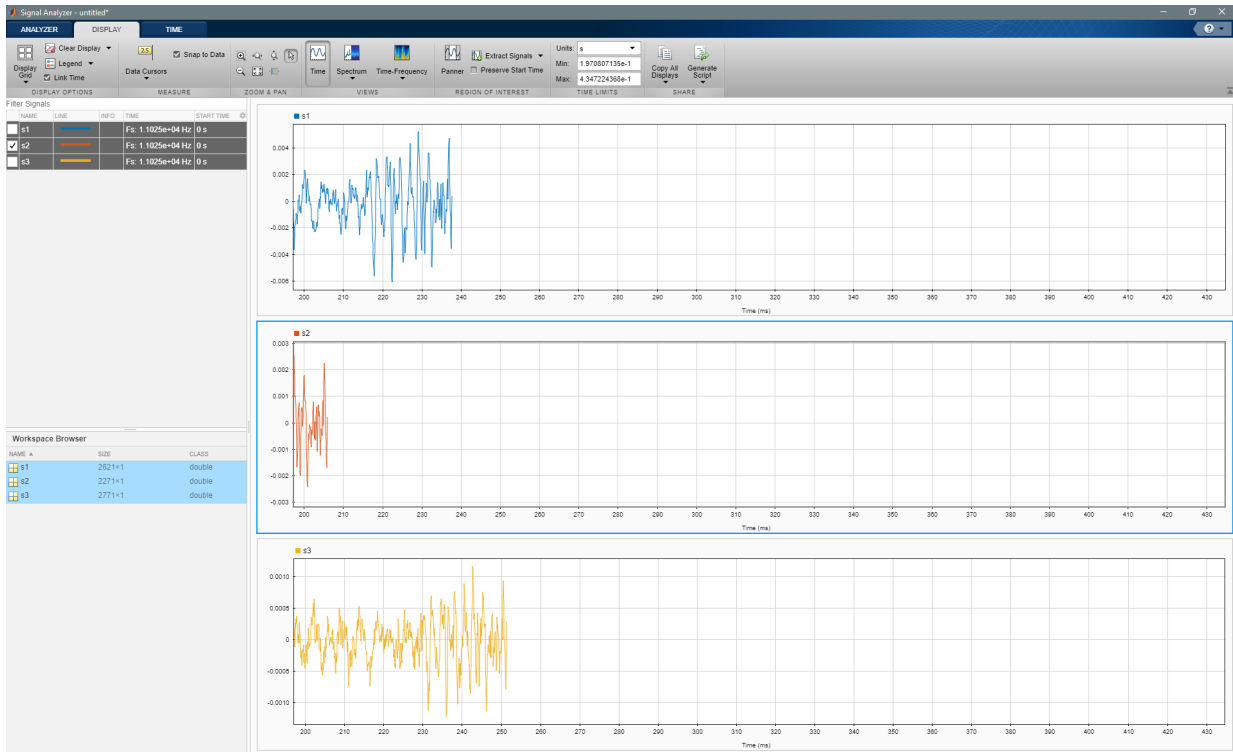 Signal Analyzer - untitled*
ANALYZER DISPLAY TIME
Display Grid
Clear Display
Legend
Link Time
DISPLAY OPTIONS
2.5
Data Cursors
Snap to Data
MEASURE
ZOOM & PAN
Time
Spectrum
Time-Frequency
VIEWS
Panner
Extract Signals
Preserve Start Time
REGION OF INTEREST
Units: s
Min: 1.970807135e-1
Max: 4.347224368e-1
TIME LIMITS
Copy All Displays
Generate Script
SHARE
Filter Signals
NAME LINE INFO TIME START TIME
s1 Fs: 1.1025e+04 Hz 0 s
s2 Fs: 1.1025e+04 Hz 0 s
s3 Fs: 1.1025e+04 Hz 0 s
Workspace Browser
NAME SIZE CLASS
s1 2621×1 double
s2 2271×1 double
s3 2771×1 double
s1
0.004
0.002
0
-0.002
-0.004
-0.006
200 210 220 230 240 250 260 270 280 290 300 310 320 330 340 350 360 370 380 390 400 410 420 430
Time (ms)
s2
0.003
0.002
0.001
0
-0.001
-0.002
-0.003
200 210 220 230 240 250 260 270 280 290 300 310 320 330 340 350 360 370 380 390 400 410 420 430
Time (ms)
s3
0.0010
0.0005
0
-0.0005
-0.0010
200 210 220 230 240 250 260 270 280 290 300 310 320 330 340 350 360 370 380 390 400 410 420 430
Time (ms)